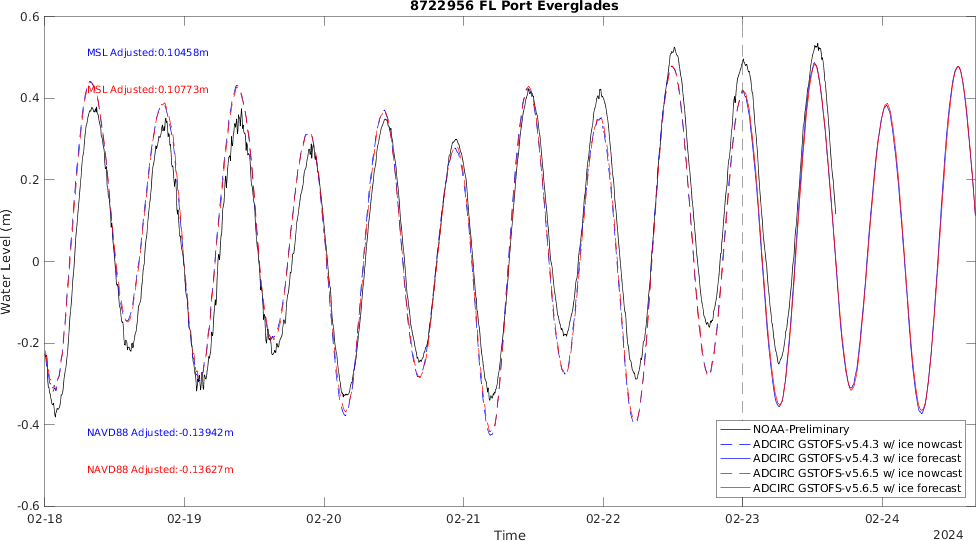 8722956 FL Port Everglades
0.6
0.4
0.2
0
-0.2
-0.4
-0.6
Water Level (m)
MSL Adjusted:0.10458m
MSL Adjusted:0.10773m
NAVD88 Adjusted:-0.13942m
NAVD88 Adjusted:-0.13627m
NOAA-Preliminary
ADCIRC GSTOFS-v5.4.3 w/ ice nowcast
ADCIRC GSTOFS-v5.4.3 w/ ice forecast
ADCIRC GSTOFS-v5.6.5 w/ ice nowcast
ADCIRC GSTOFS-v5.6.5 w/ ice forecast
02-18 02-19 02-20 02-21 02-22 02-23 02-24
Time
2024